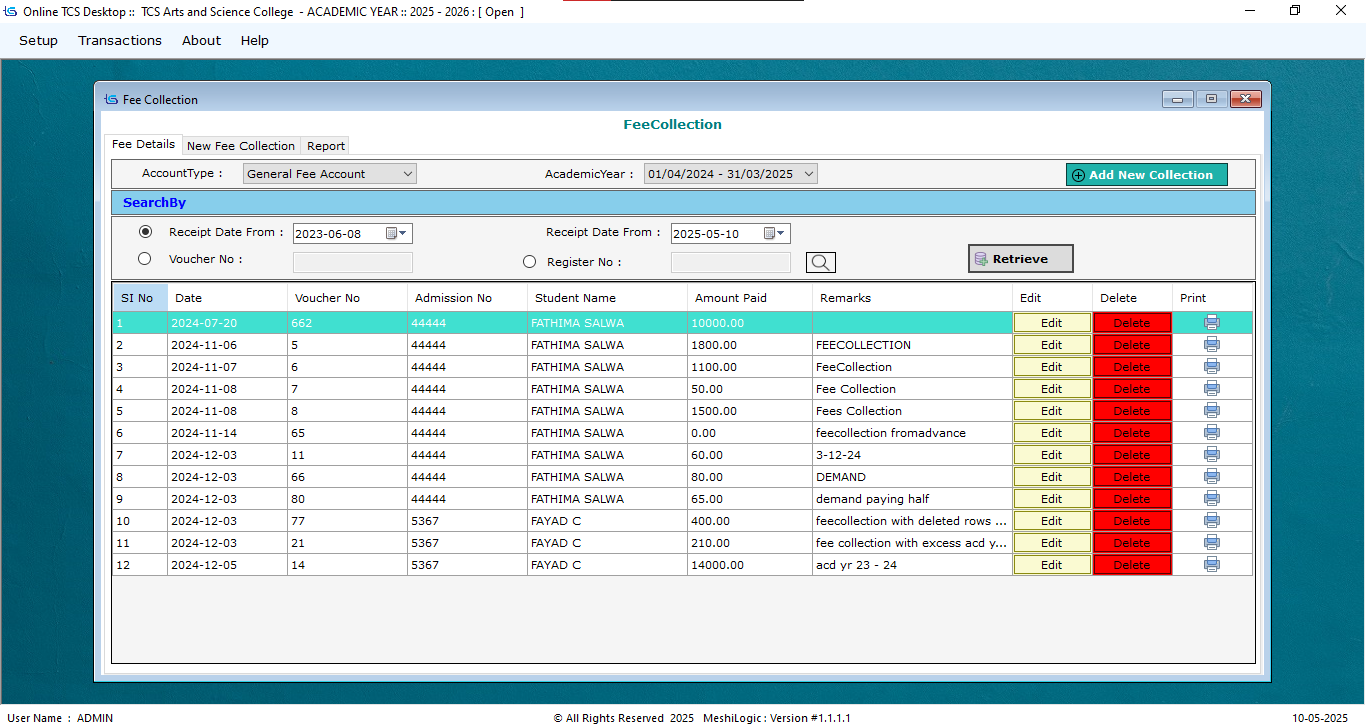 Online TCS Desktop :: TCS Arts and Science College - ACADEMIC YEAR :: 2025 - 2026 : [ Open ]
Setup Transactions About Help
Fee Collection
FeeCollection
Fee Details New Fee Collection Report
AccountType : General Fee Account AcademicYear : 01/04/2024 - 31/03/2025 Add New Collection
SearchBy
Receipt Date From : 2023-06-08 Receipt Date From : 2025-05-10
Voucher No : Register No : Retrieve
SI No Date Voucher No Admission No Student Name Amount Paid Remarks Edit Delete Print
1 2024-07-20 662 44444 FATHIMA SALWA 10000.00 Edit Delete
2 2024-11-06 5 44444 FATHIMA SALWA 1800.00 FEECOLLECTION Edit Delete
3 2024-11-07 6 44444 FATHIMA SALWA 1100.00 FeeCollection Edit Delete
4 2024-11-08 7 44444 FATHIMA SALWA 50.00 Fee Collection Edit Delete
5 2024-11-08 8 44444 FATHIMA SALWA 1500.00 Fees Collection Edit Delete
6 2024-11-14 65 44444 FATHIMA SALWA 0.00 feecollection fromadvance Edit Delete
7 2024-12-03 11 44444 FATHIMA SALWA 60.00 3-12-24 Edit Delete
8 2024-12-03 66 44444 FATHIMA SALWA 80.00 DEMAND Edit Delete
9 2024-12-03 80 44444 FATHIMA SALWA 65.00 demand paying half Edit Delete
10 2024-12-03 77 5367 FAYAD C 400.00 feecollection with deleted rows ... Edit Delete
11 2024-12-03 21 5367 FAYAD C 210.00 fee collection with excess acd y... Edit Delete
12 2024-12-05 14 5367 FAYAD C 14000.00 acd yr 23 - 24 Edit Delete
User Name : ADMIN © All Rights Reserved 2025 MeshiLogic : Version #1.1.1.1 10-05-2025